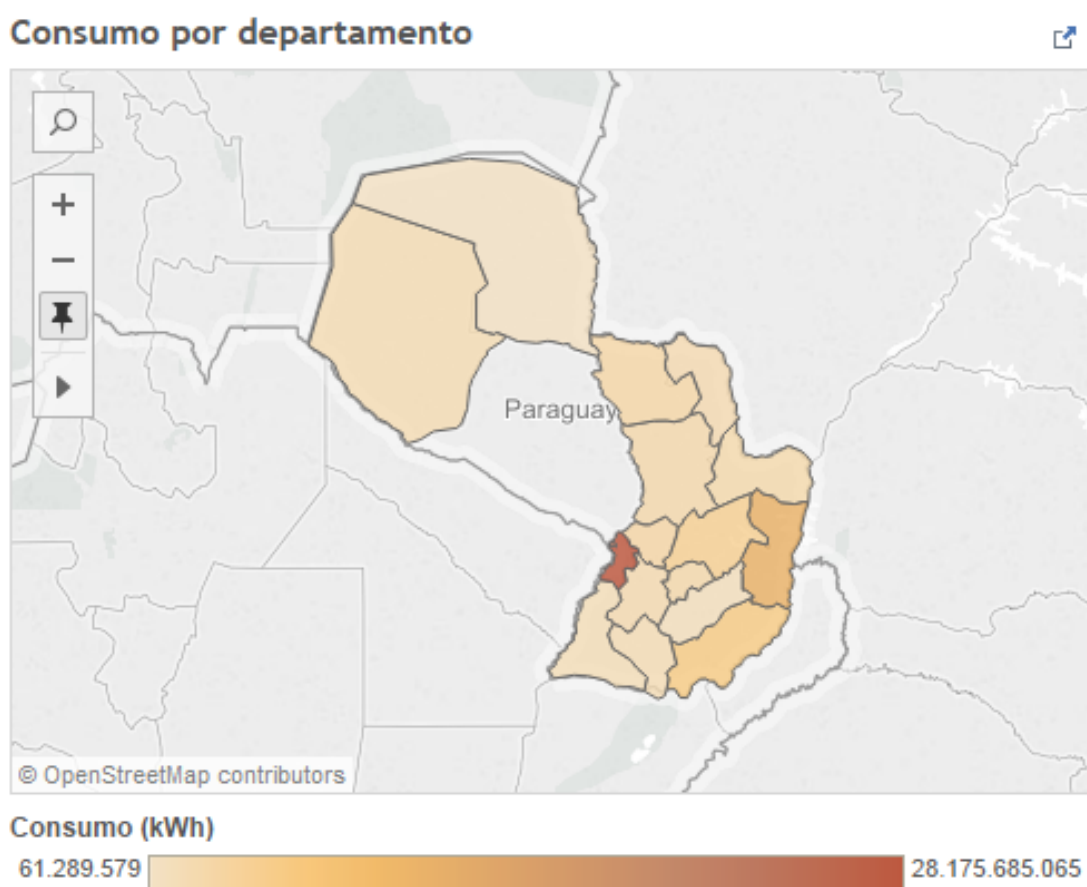 Consumo por departamento
Paraguay
© OpenStreetMap contributors
Consumo (kWh)
61.289.579 28.175.685.065